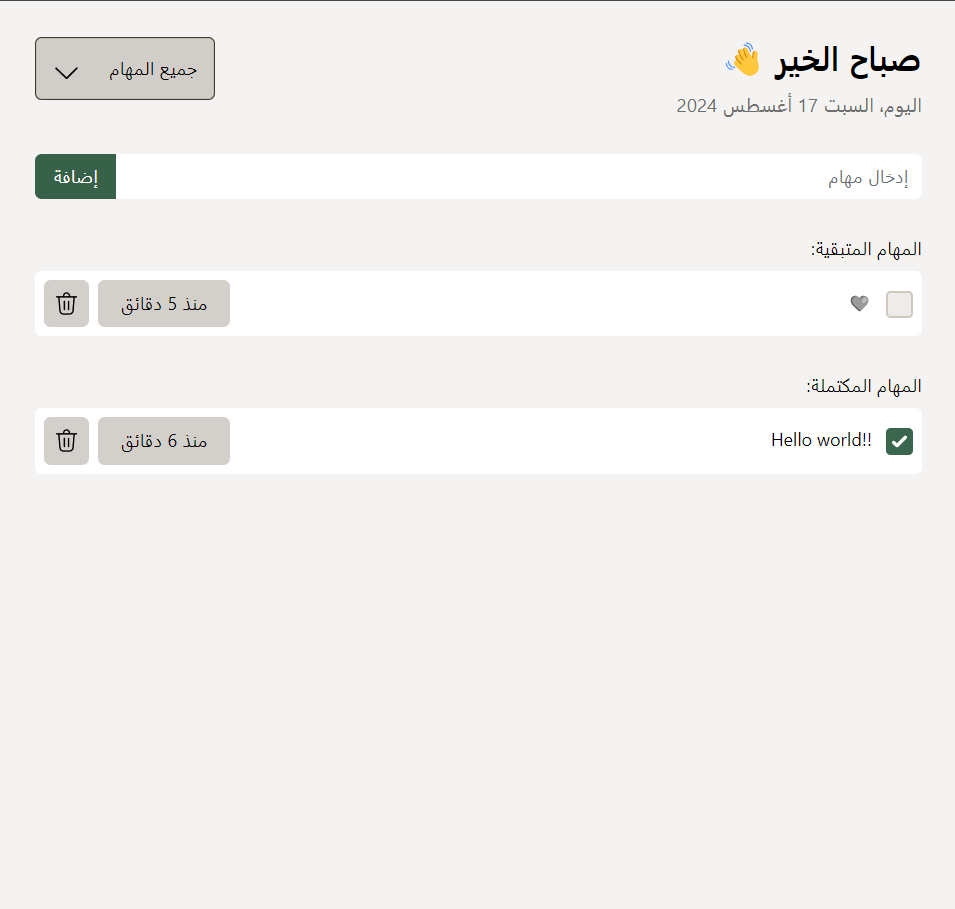 صباح الخير 👋
اليوم، السبت 17 أغسطس 2024
جميع المهام
إدخال مهام
إضافة
المهام المتبقية:
🩶
منذ 5 دقائق
المهام المكتملة:
Hello world!!
منذ 6 دقائق